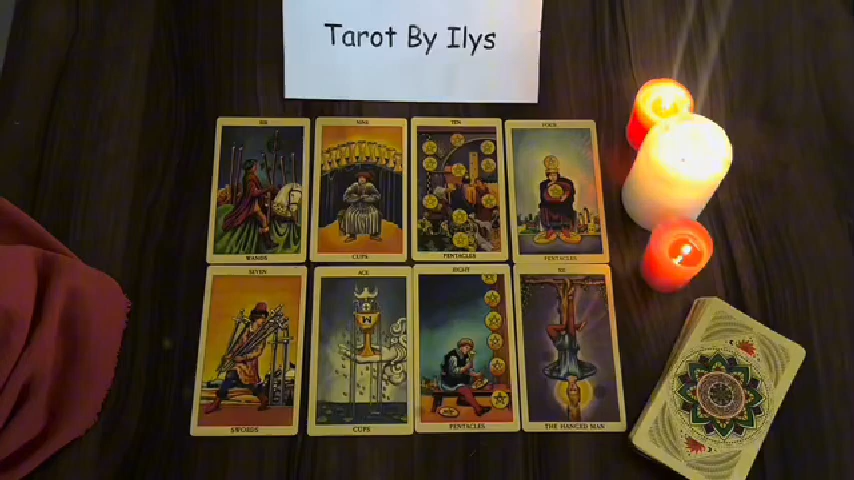 Tarot By Ilys
SIX
NINE
TEN
FOUR
WANDS
CUPS
PENTACLES
PENTACLES
SEVEN
ACE
EIGHT
XII
SWORDS
CUPS
PENTACLES
THE HANGED MAN